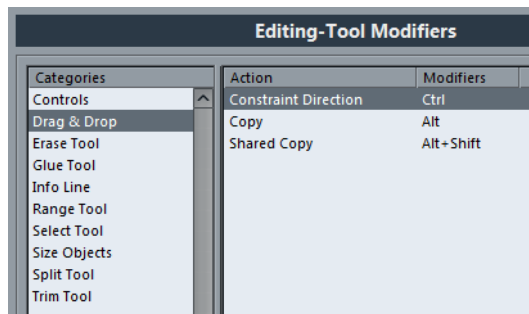 Editing-Tool Modifiers
Categories
Controls
Drag & Drop
Erase Tool
Glue Tool
Info Line
Range Tool
Select Tool
Size Objects
Split Tool
Trim Tool
Action Modifiers
Constraint Direction Ctrl
Copy Alt
Shared Copy Alt+Shift